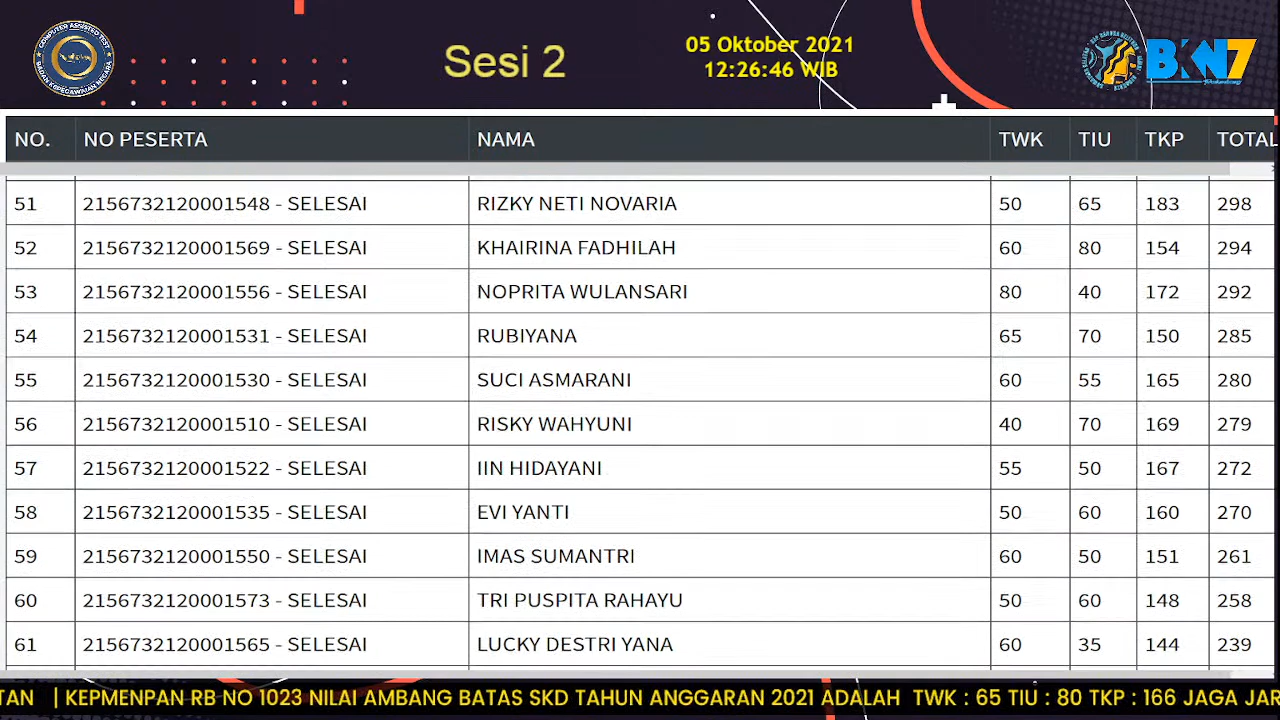 COMPUTER ASSISTED TEST
BADAN KEPEGAWAIAN NEGARA
Sesi 2
05 Oktober 2021
12:26:46 WIB
BKN7
Palembang
NO. NO PESERTA NAMA TWK TIU TKP TOTAL
51 2156732120001548 - SELESAI RIZKY NETI NOVARIA 50 65 183 298
52 2156732120001569 - SELESAI KHAIRINA FADHILAH 60 80 154 294
53 2156732120001556 - SELESAI NOPRITA WULANSARI 80 40 172 292
54 2156732120001531 - SELESAI RUBIYANA 65 70 150 285
55 2156732120001530 - SELESAI SUCI ASMARANI 60 55 165 280
56 2156732120001510 - SELESAI RISKY WAHYUNI 40 70 169 279
57 2156732120001522 - SELESAI IIN HIDAYANI 55 50 167 272
58 2156732120001535 - SELESAI EVI YANTI 50 60 160 270
59 2156732120001550 - SELESAI IMAS SUMANTRI 60 50 151 261
60 2156732120001573 - SELESAI TRI PUSPITA RAHAYU 50 60 148 258
61 2156732120001565 - SELESAI LUCKY DESTRI YANA 60 35 144 239
TAN | KEPMENPAN RB NO 1023 NILAI AMBANG BATAS SKD TAHUN ANGGARAN 2021 ADALAH TWK : 65 TIU : 80 TKP : 166 JAGA JAR